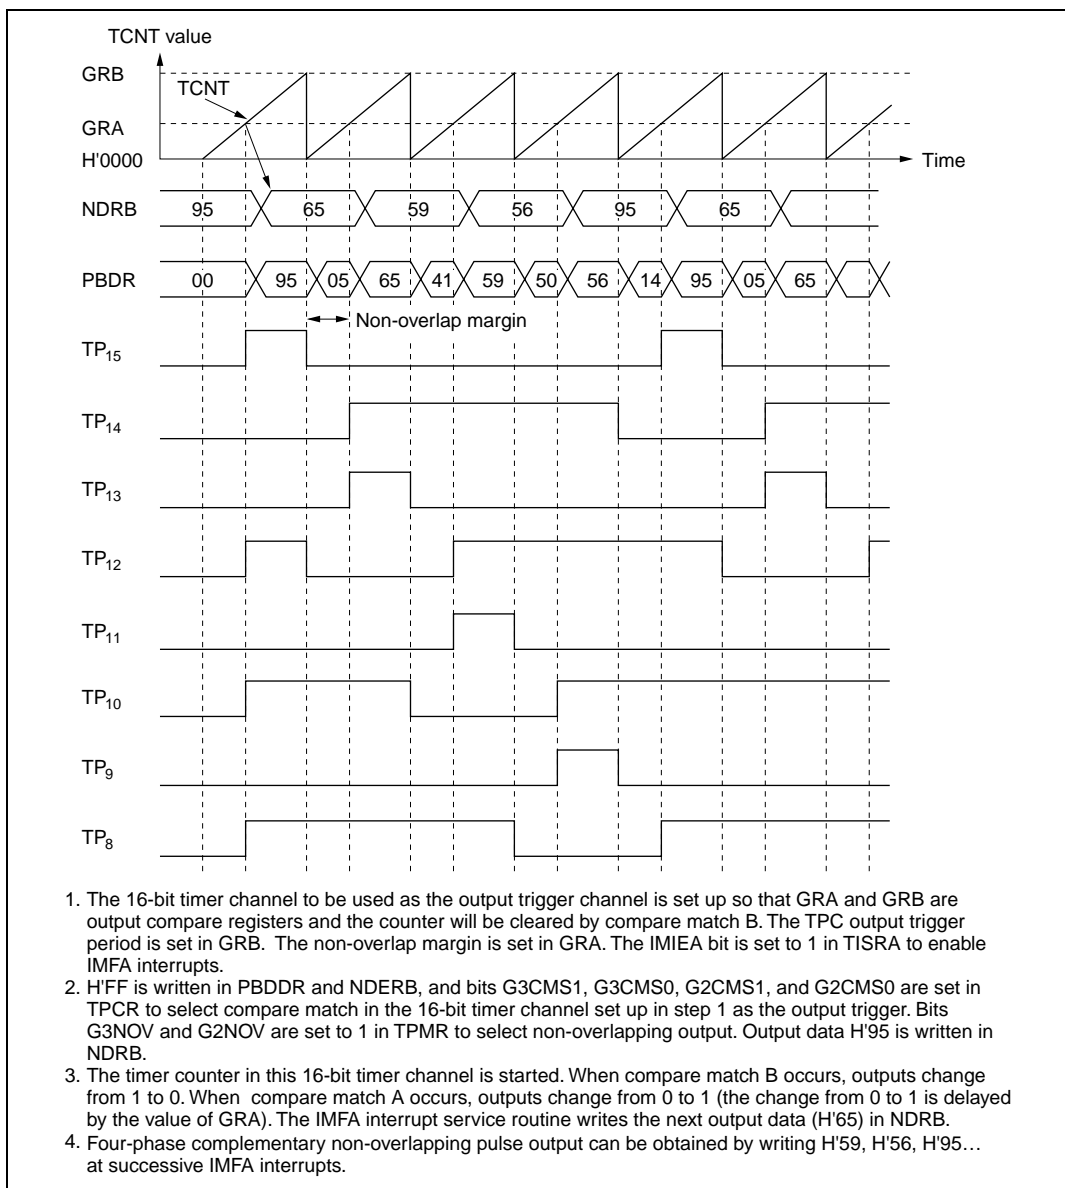 TCNT value
GRB
TCNT
GRA
H'0000
Time
NDRB 95 65 59 56 95 65
PBDR 00 95 05 65 41 59 50 56 14 95 05 65
Non-overlap margin
TP15
TP14
TP13
TP12
TP11
TP10
TP9
TP8
1. The 16-bit timer channel to be used as the output trigger channel is set up so that GRA and GRB are
output compare registers and the counter will be cleared by compare match B. The TPC output trigger
period is set in GRB. The non-overlap margin is set in GRA. The IMIEA bit is set to 1 in TISRA to enable
IMFA interrupts.
2. H'FF is written in PBDDR and NDERB, and bits G3CMS1, G3CMS0, G2CMS1, and G2CMS0 are set in
TPCR to select compare match in the 16-bit timer channel set up in step 1 as the output trigger. Bits
G3NOV and G2NOV are set to 1 in TPMR to select non-overlapping output. Output data H'95 is written in
NDRB.
3. The timer counter in this 16-bit timer channel is started. When compare match B occurs, outputs change
from 1 to 0. When compare match A occurs, outputs change from 0 to 1 (the change from 0 to 1 is delayed
by the value of GRA). The IMFA interrupt service routine writes the next output data (H'65) in NDRB.
4. Four-phase complementary non-overlapping pulse output can be obtained by writing H'59, H'56, H'95…
at successive IMFA interrupts.